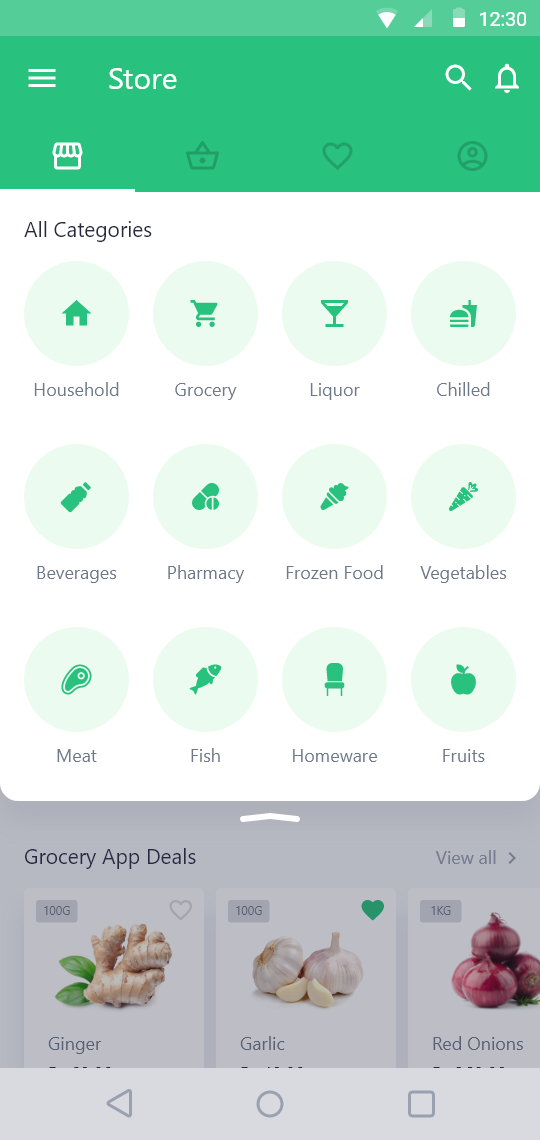 12:30
Store
All Categories
Household Grocery Liquor Chilled
Beverages Pharmacy Frozen Food Vegetables
Meat Fish Homeware Fruits
Grocery App Deals View all
100G 100G 1KG
Ginger Garlic Red Onions